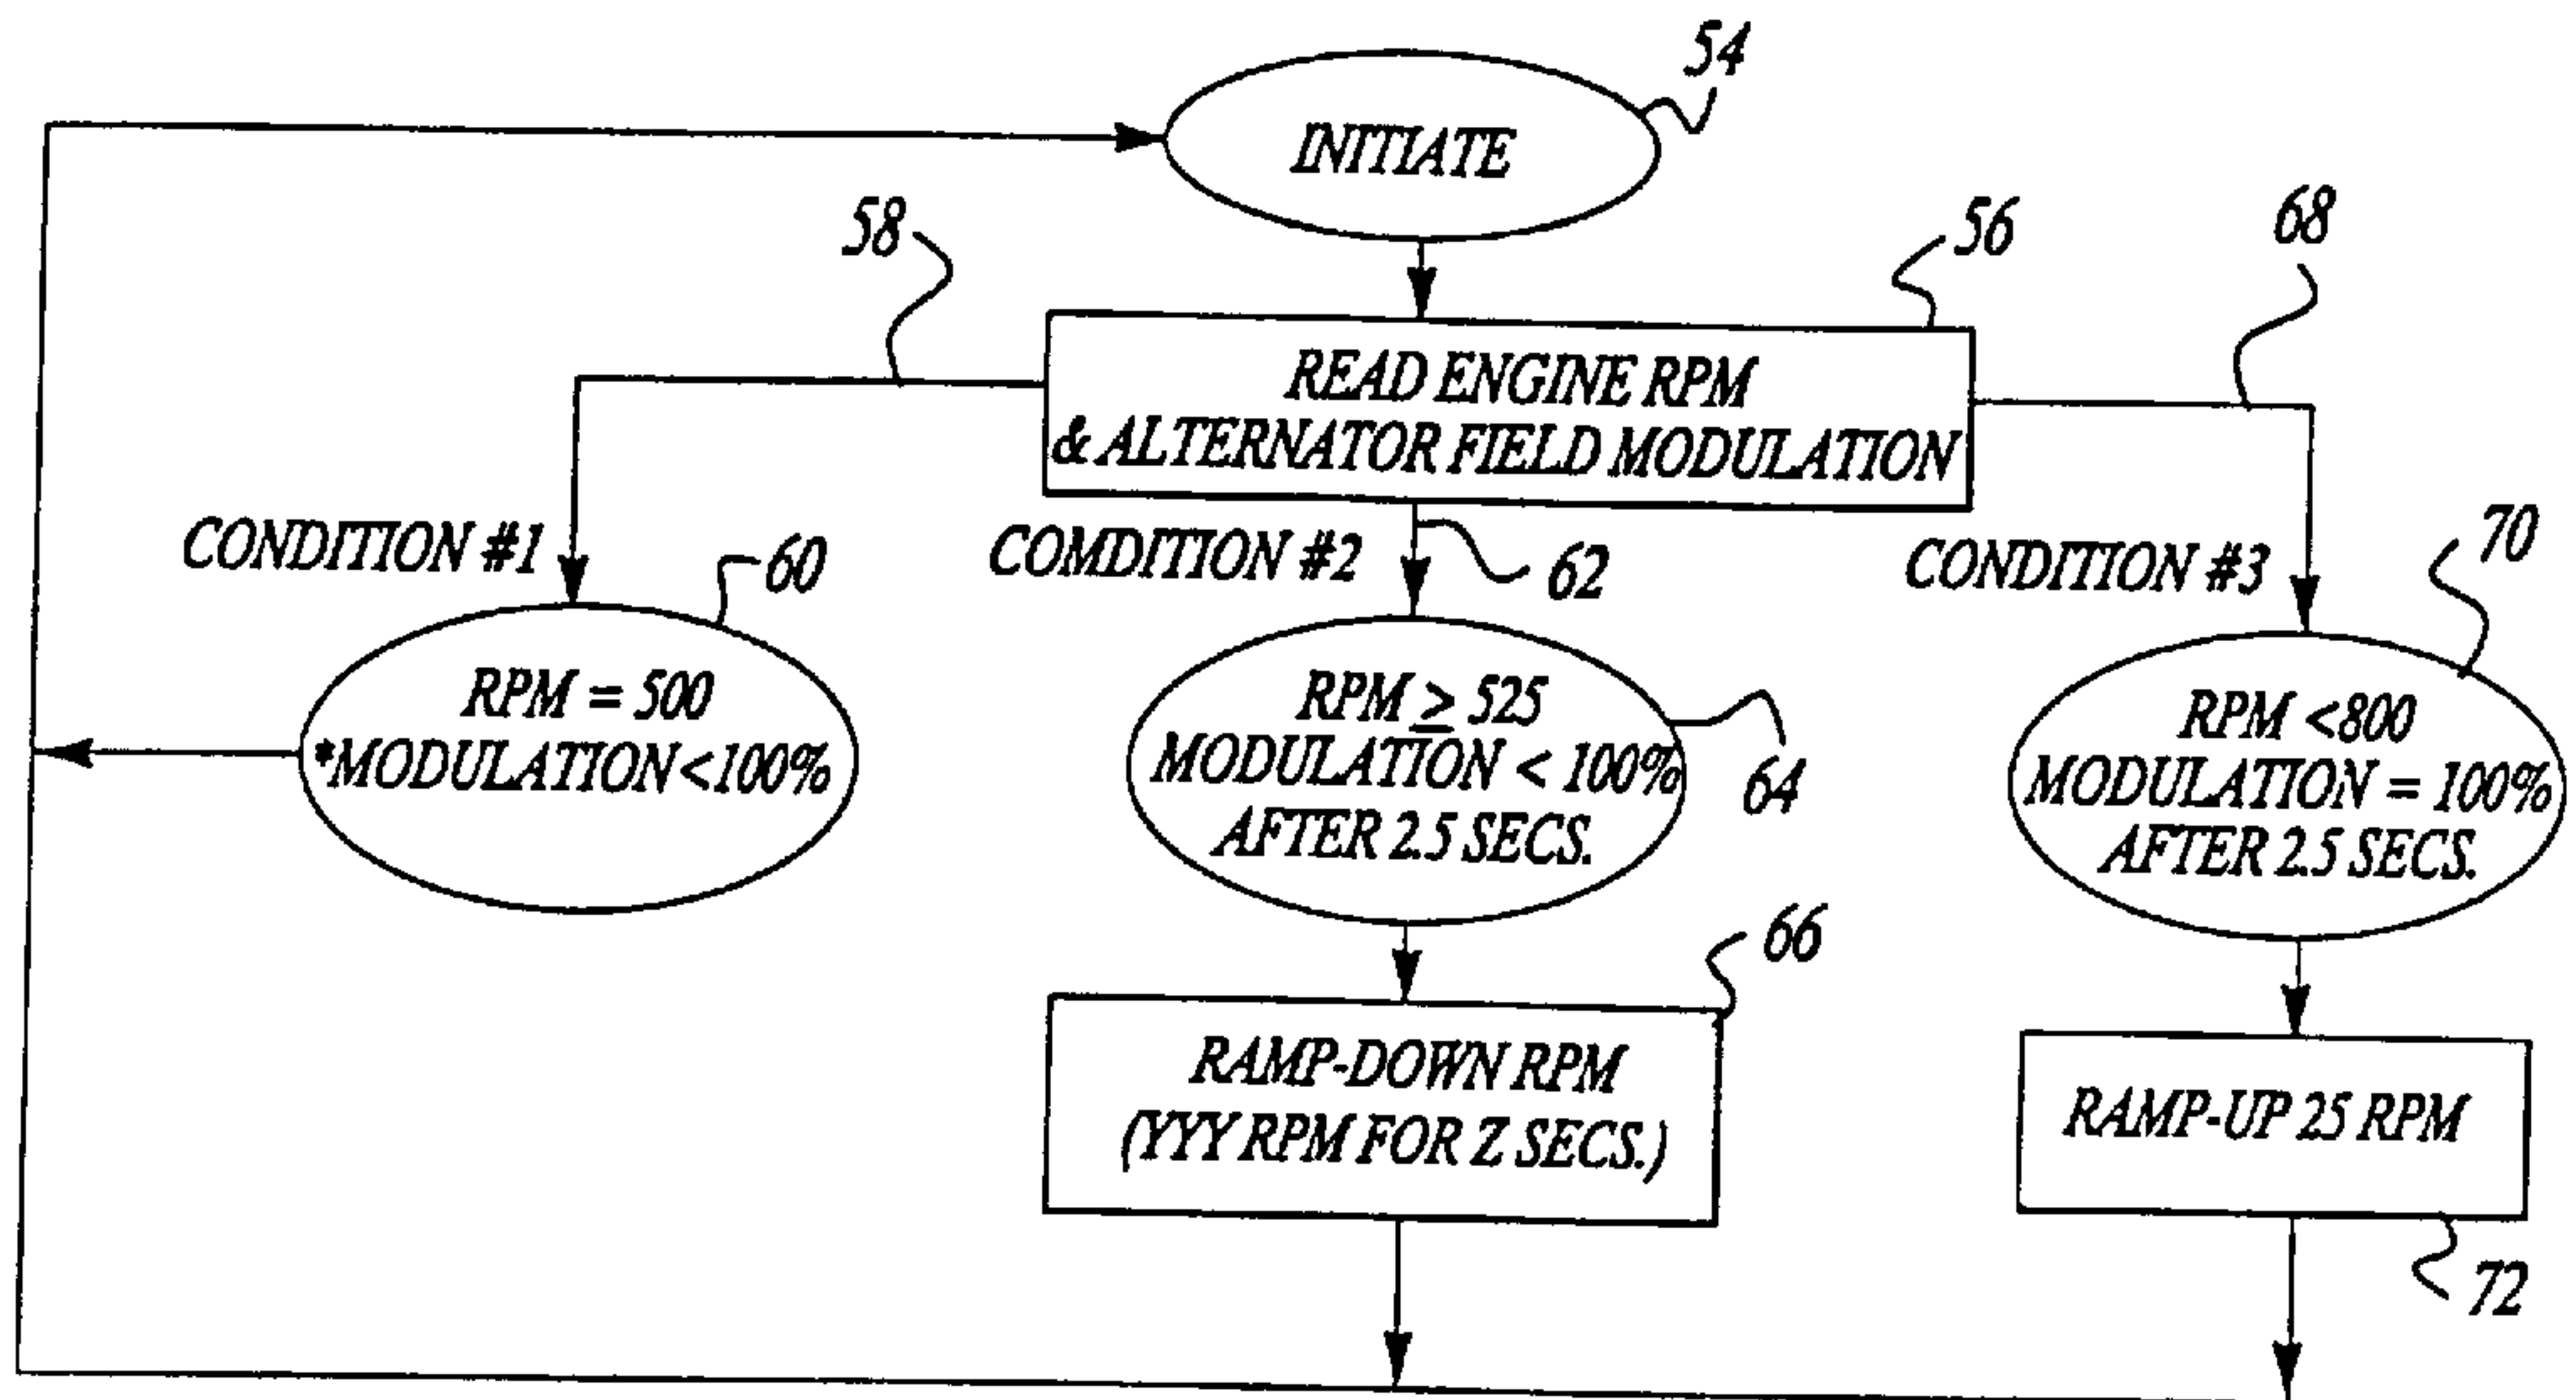 54
INITIATE
58
56
68
READ ENGINE RPM
& ALTERNATOR FIELD MODULATION
CONDITION #1
60
COMDITION #2
62
CONDITION #3
70
RPM = 500
*MODULATION<100%
RPM ≥ 525
MODULATION < 100%
AFTER 2.5 SECS.
64
RPM <800
MODULATION = 100%
AFTER 2.5 SECS.
66
RAMP-DOWN RPM
(YYY RPM FOR Z SECS.)
RAMP-UP 25 RPM
72